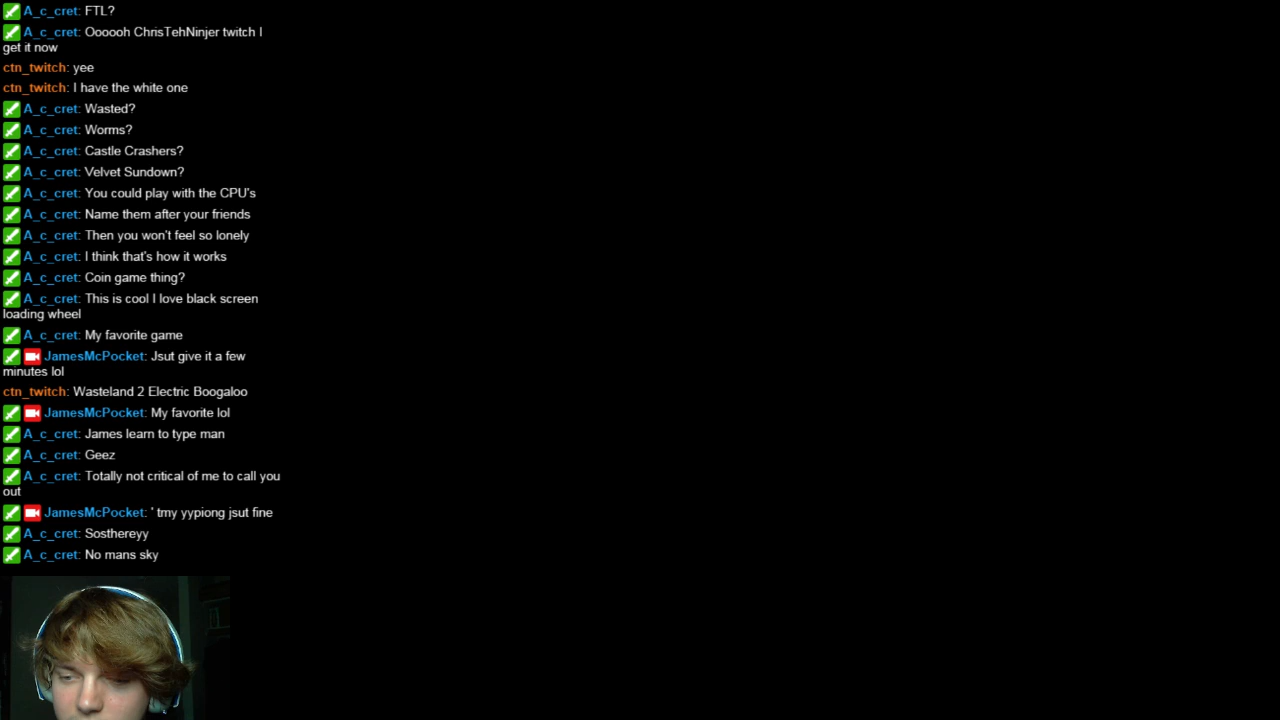 A_c_cret: FTL?
A_c_cret: Oooooh ChrisTehNinjer twitch I
get it now
ctn_twitch: yee
ctn_twitch: I have the white one
A_c_cret: Wasted?
A_c_cret: Worms?
A_c_cret: Castle Crashers?
A_c_cret: Velvet Sundown?
A_c_cret: You could play with the CPU's
A_c_cret: Name them after your friends
A_c_cret: Then you won't feel so lonely
A_c_cret: I think that's how it works
A_c_cret: Coin game thing?
A_c_cret: This is cool I love black screen
loading wheel
A_c_cret: My favorite game
JamesMcPocket: Jsut give it a few
minutes lol
ctn_twitch: Wasteland 2 Electric Boogaloo
JamesMcPocket: My favorite lol
A_c_cret: James learn to type man
A_c_cret: Geez
A_c_cret: Totally not critical of me to call you
out
JamesMcPocket: ' tmy yypiong jsut fine
A_c_cret: Sosthereyy
A_c_cret: No mans sky